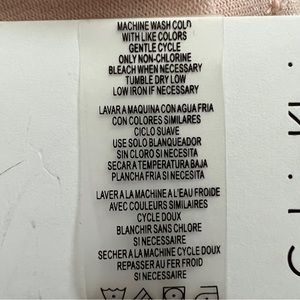 MACHINE WASH COLD
WITH LIKE COLORS
GENTLE CYCLE
ONLY NON-CHLORINE
BLEACH WHEN NECESSARY
TUMBLE DRY LOW
LOW IRON IF NECESSARY
LAVAR A MAQUINA CON AGUA FRIA
CON COLORES SIMILARES
CICLO SUAVE
USE SOLO BLANQUEADOR
SIN CLORO SI NECESITA
SECAR A TEMPERATURA BAJA
PLANCHA FRIA SI NECESITA
LAVER A LA MACHINE A L'EAU FROIDE
AVEC COULEURS SIMILAIRES
CYCLE DOUX
BLANCHIR SANS CHLORE
SI NECESSAIRE
SECHER A LA MACHINE CYCLE DOUX
REPASSER AU FER FROID
SI NECESSAIRE